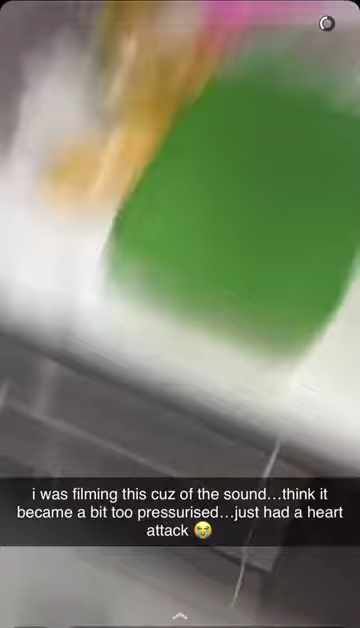 i was filming this cuz of the sound...think it
became a bit too pressurised...just had a heart
attack 😭